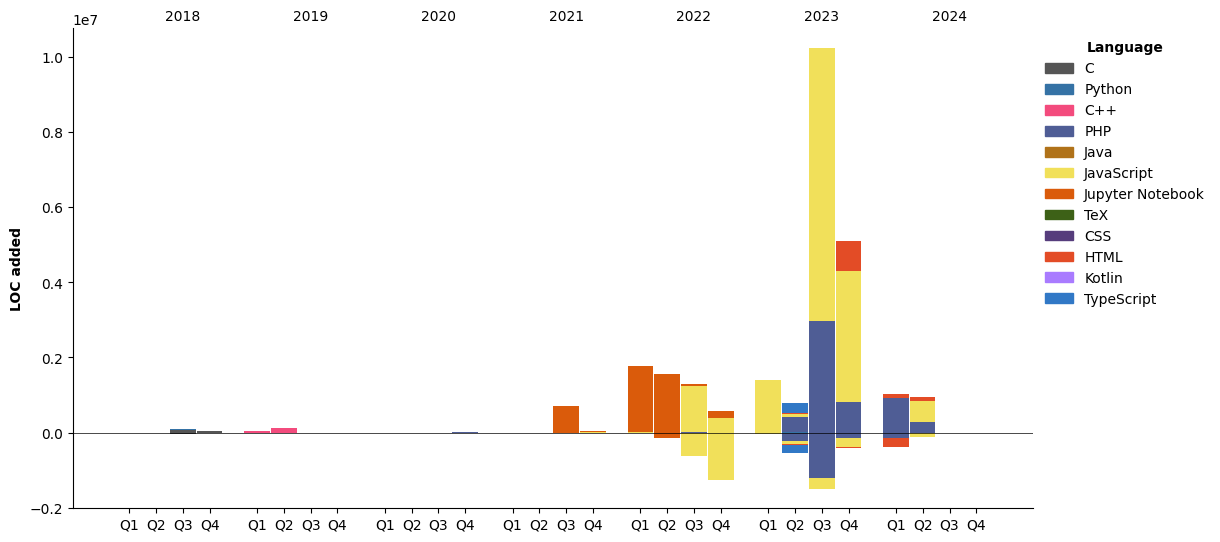 1e7
2018 2019 2020 2021 2022 2023 2024
LOC added
1.0
0.8
0.6
0.4
0.2
0.0
−0.2
Q1 Q2 Q3 Q4 Q1 Q2 Q3 Q4 Q1 Q2 Q3 Q4 Q1 Q2 Q3 Q4 Q1 Q2 Q3 Q4 Q1 Q2 Q3 Q4 Q1 Q2 Q3 Q4
Language
C
Python
C++
PHP
Java
JavaScript
Jupyter Notebook
TeX
CSS
HTML
Kotlin
TypeScript